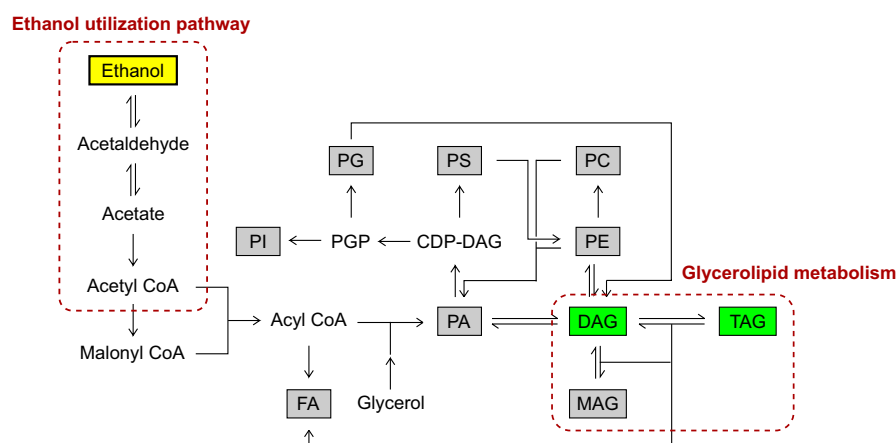 Ethanol utilization pathway
Ethanol
Acetaldehyde
PG
PS
PC
Acetate
PI
PGP
CDP-DAG
PE
Glycerolipid metabolism
Acetyl CoA
Acyl CoA
PA
DAG
TAG
Malonyl CoA
FA
Glycerol
MAG